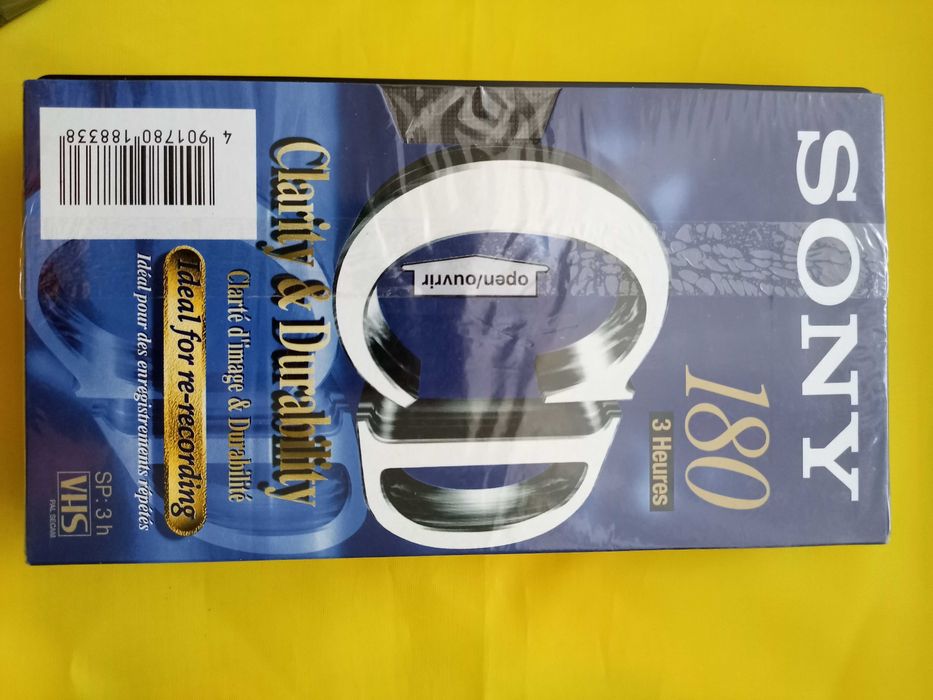 SONY
180
3 Heures
CD
open/ouvrir
Clarity & Durability
Clarté d'image & Durabilité
Ideal for re-recording
Idéal pour des enregistrements répétés
4 901780 188338
SP: 3 h
VHS
PAL SECAM